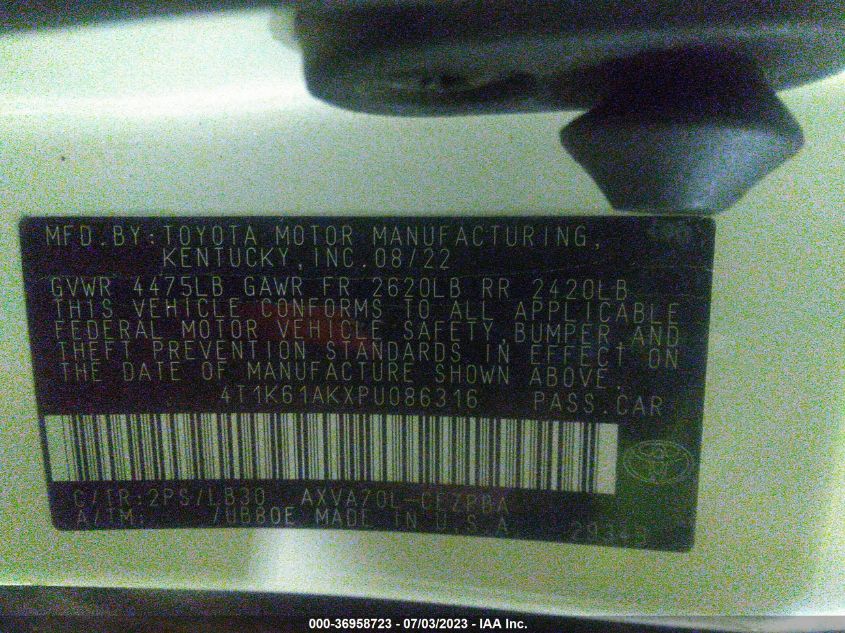 MFD.BY:TOYOTA MOTOR MANUFACTURING,
KENTUCKY,INC.08/22
GVWR 4475LB GAWR FR 2620LB RR 2420LB
THIS VEHICLE CONFORMS TO ALL APPLICABLE
FEDERAL MOTOR VEHICLE SAFETY,BUMPER,AND
THEFT PREVENTION STANDARDS IN EFFECT ON
THE DATE OF MANUFACTURE SHOWN ABOVE.
4T1K61AKXPU086316 PASS.CAR
C/TR:2PS/LB30 AXVA70L-CEZPBA
A/TM: /UB80E MADE IN U.S.A
000-36958723 - 07/03/2023 - IAA Inc.